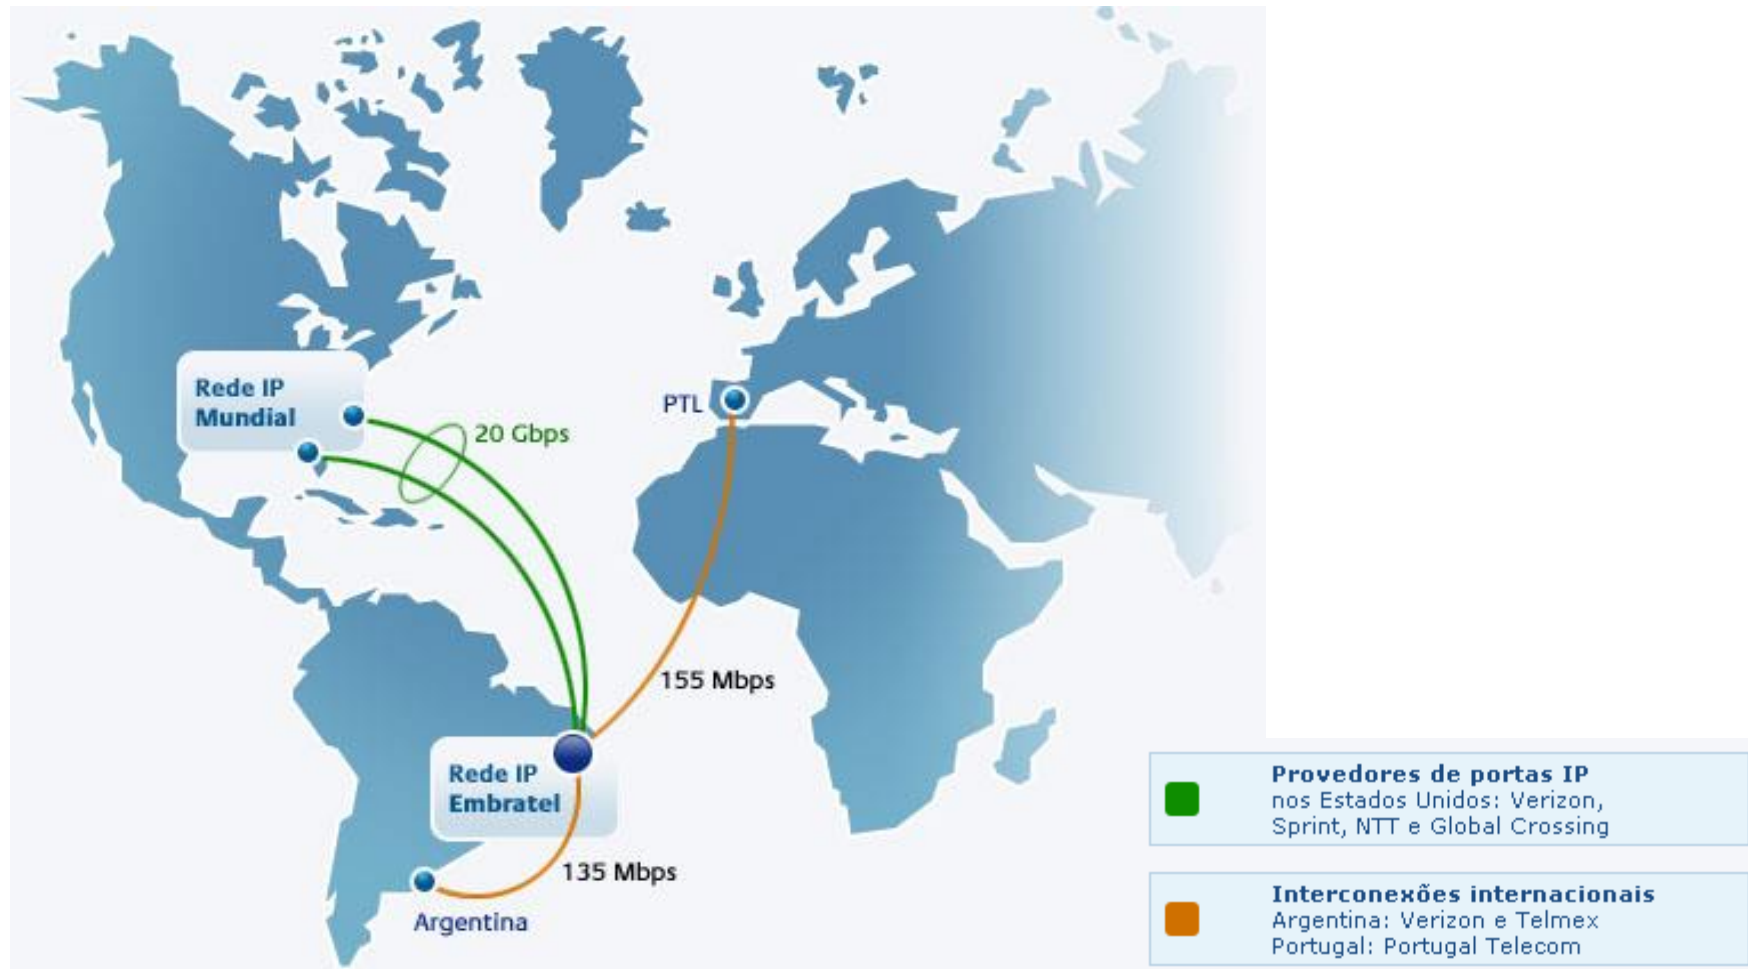 Rede IP
Mundial
20 Gbps
PTL
155 Mbps
Rede IP
Embratel
135 Mbps
Argentina
Provedores de portas IP
nos Estados Unidos: Verizon,
Sprint, NTT e Global Crossing
Interconexões internacionais
Argentina: Verizon e Telmex
Portugal: Portugal Telecom